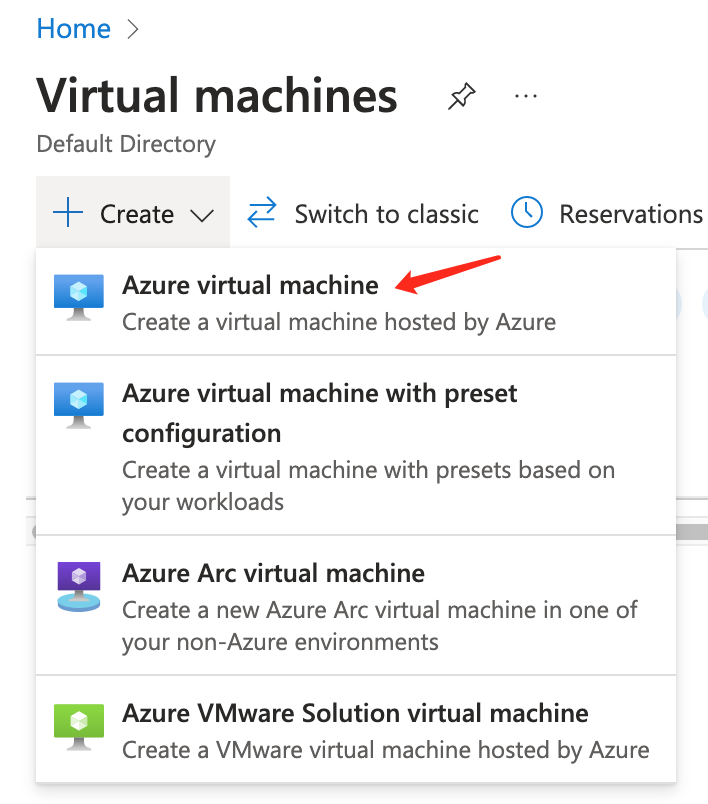 Home
Virtual machines
Default Directory
Create Switch to classic Reservations
Azure virtual machine
Create a virtual machine hosted by Azure
Azure virtual machine with preset
configuration
Create a virtual machine with presets based on
your workloads
Azure Arc virtual machine
Create a new Azure Arc virtual machine in one of
your non-Azure environments
Azure VMware Solution virtual machine
Create a VMware virtual machine hosted by Azure